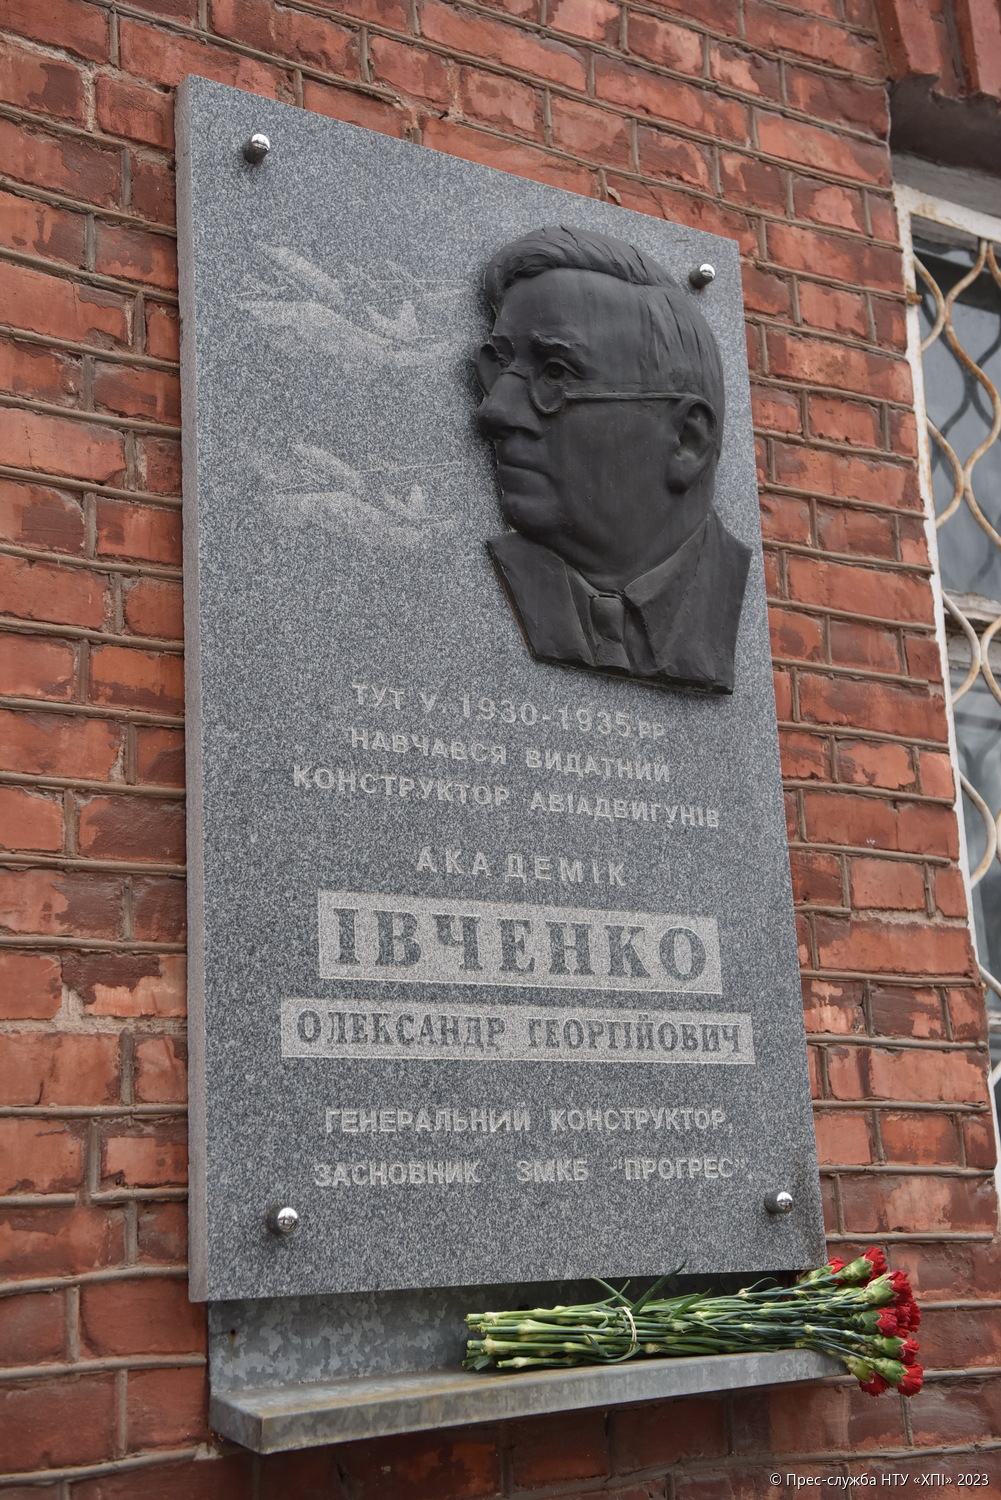 ТУТ У 1930-1935 РР
НАВЧАВСЯ ВИДАТНИЙ
КОНСТРУКТОР АВІАДВИГУНІВ
АКАДЕМІК
ІВЧЕНКО
ОЛЕКСАНДР ГЕОРГІЙОВИЧ
ГЕНЕРАЛЬНИЙ КОНСТРУКТОР,
ЗАСНОВНИК ЗМКБ "ПРОГРЕС".
© Прес-служба НТУ «ХПІ» 2023